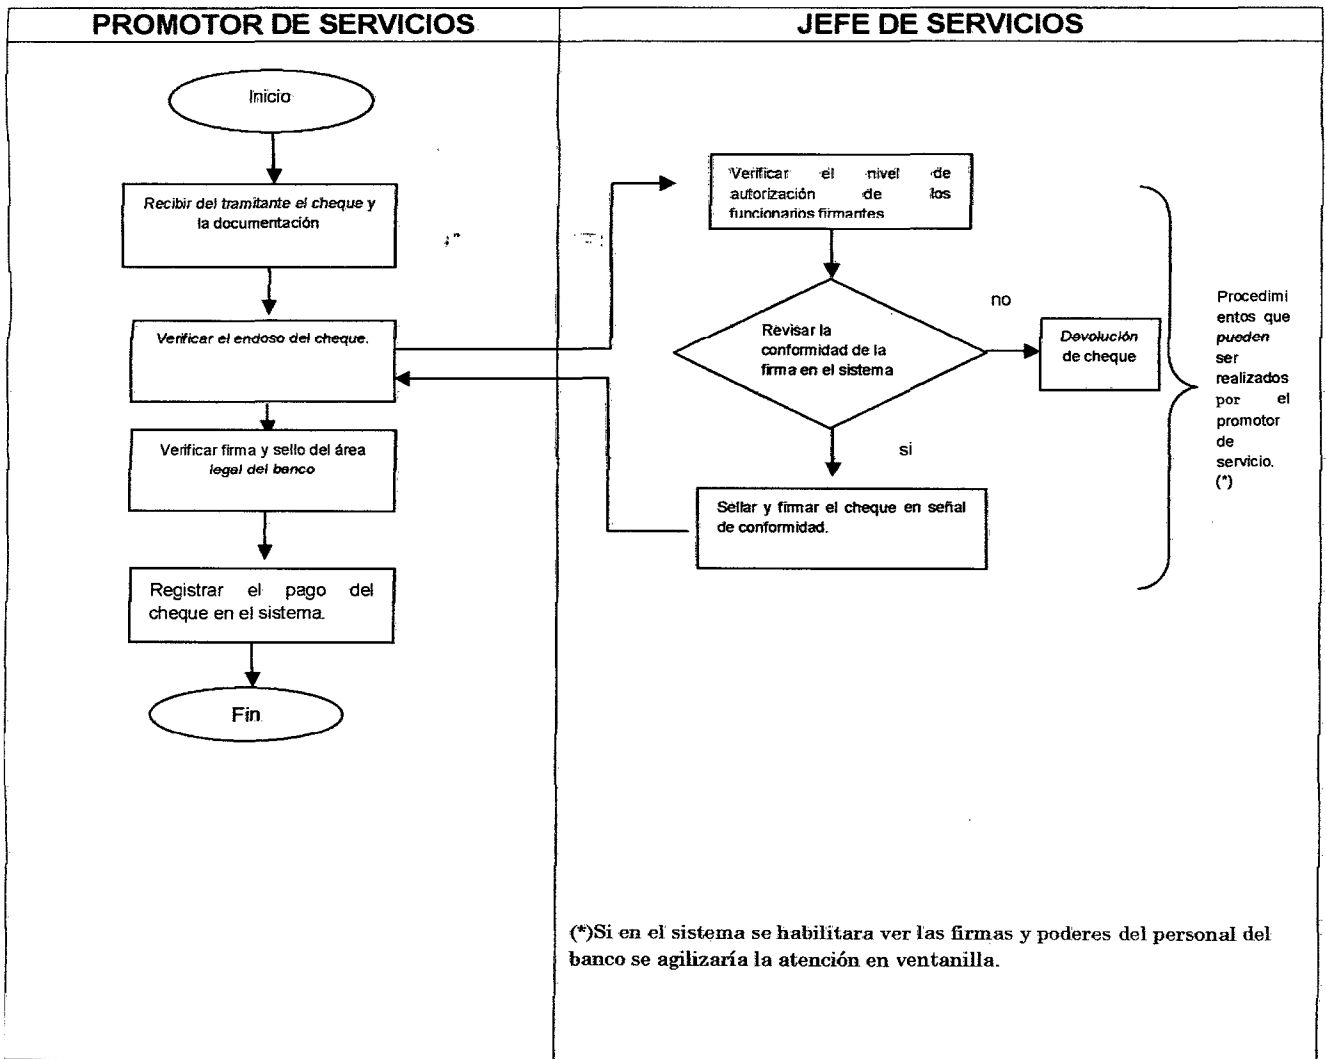 PROMOTOR DE SERVICIOS
JEFE DE SERVICIOS
Inicio
Recibir del tramitante el cheque y
la documentación
Verificar el endoso del cheque.
Verificar firma y sello del área
legal del banco
Registrar el pago del
cheque en el sistema.
Fin
Verificar el nivel de
autorización de los
funcionarios firmantes
Revisar la
conformidad de la
firma en el sistema
no
Devolución
de cheque
si
Sellar y firmar el cheque en señal
de conformidad.
Procedimi
entos que
pueden
ser
realizados
por el
promotor
de
servicio.
(*)
(*)Si en el sistema se habilitara ver las firmas y poderes del personal del
banco se agilizaría la atención en ventanilla.